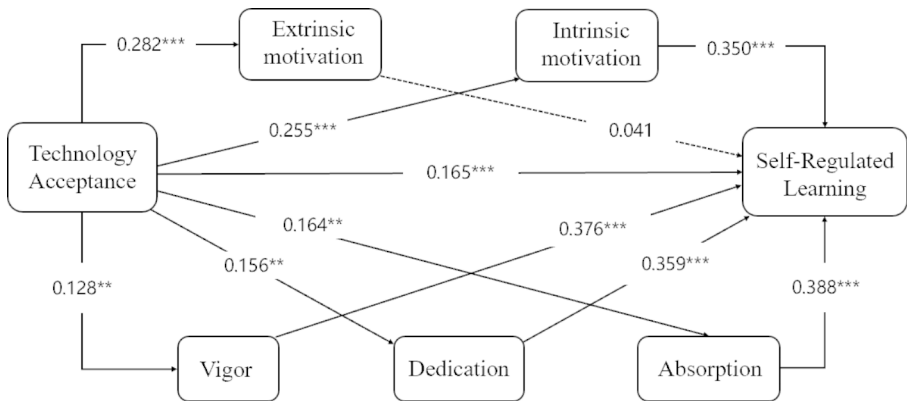 Extrinsic
motivation
Intrinsic
motivation
0.282***
0.350***
0.255***
0.041
Technology
Acceptance
Self-Regulated
Learning
0.165***
0.164**
0.376***
0.156**
0.359***
0.128**
0.388***
Vigor
Dedication
Absorption